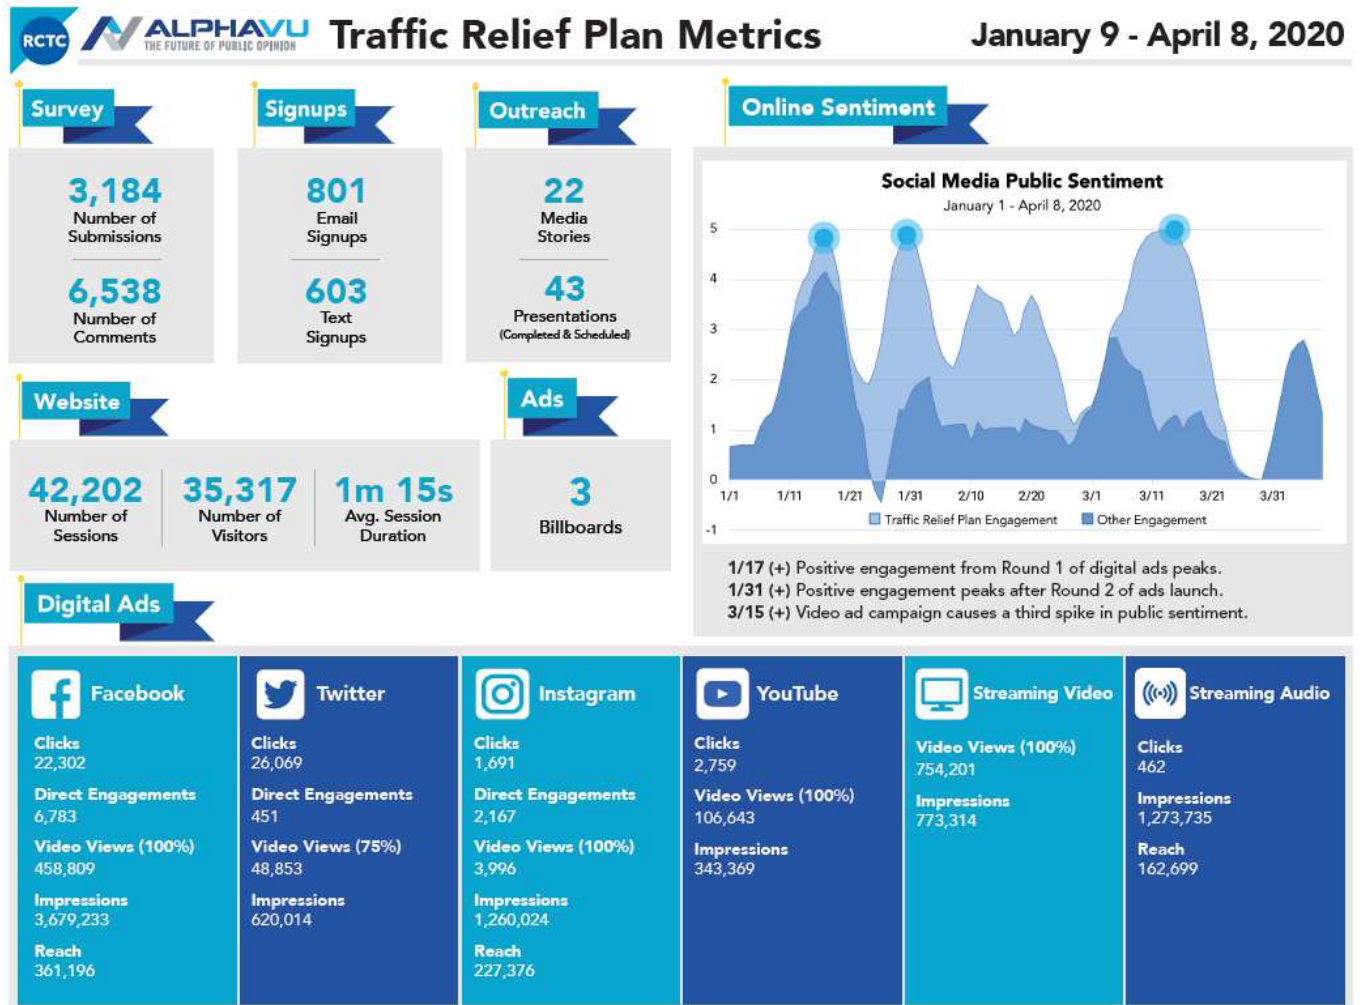 RCTC
ALPHAVU
THE FUTURE OF PUBLIC OPINION
Traffic Relief Plan Metrics
January 9 - April 8, 2020
Survey
3,184
Number of
Submissions
6,538
Number of
Comments
Signups
801
Email
Signups
603
Text
Signups
Outreach
22
Media
Stories
43
Presentations
(Completed & Scheduled)
Website
42,202
Number of
Sessions
35,317
Number of
Visitors
1m 15s
Avg. Session
Duration
Ads
3
Billboards
Online Sentiment
Social Media Public Sentiment
January 1 - April 8, 2020
5
4
3
2
1
0
-1
1/1 1/11 1/21 1/31 2/10 2/20 3/1 3/11 3/21 3/31
Traffic Relief Plan Engagement Other Engagement
1/17 (+) Positive engagement from Round 1 of digital ads peaks.
1/31 (+) Positive engagement peaks after Round 2 of ads launch.
3/15 (+) Video ad campaign causes a third spike in public sentiment.
Digital Ads
Facebook
Clicks
22,302
Direct Engagements
6,783
Video Views (100%)
458,809
Impressions
3,679,233
Reach
361,196
Twitter
Clicks
26,069
Direct Engagements
451
Video Views (75%)
48,853
Impressions
620,014
Instagram
Clicks
1,691
Direct Engagements
2,167
Video Views (100%)
3,996
Impressions
1,260,024
Reach
227,376
YouTube
Clicks
2,759
Video Views (100%)
106,643
Impressions
343,369
Streaming Video
Video Views (100%)
754,201
Impressions
773,314
Streaming Audio
Clicks
462
Impressions
1,273,735
Reach
162,699